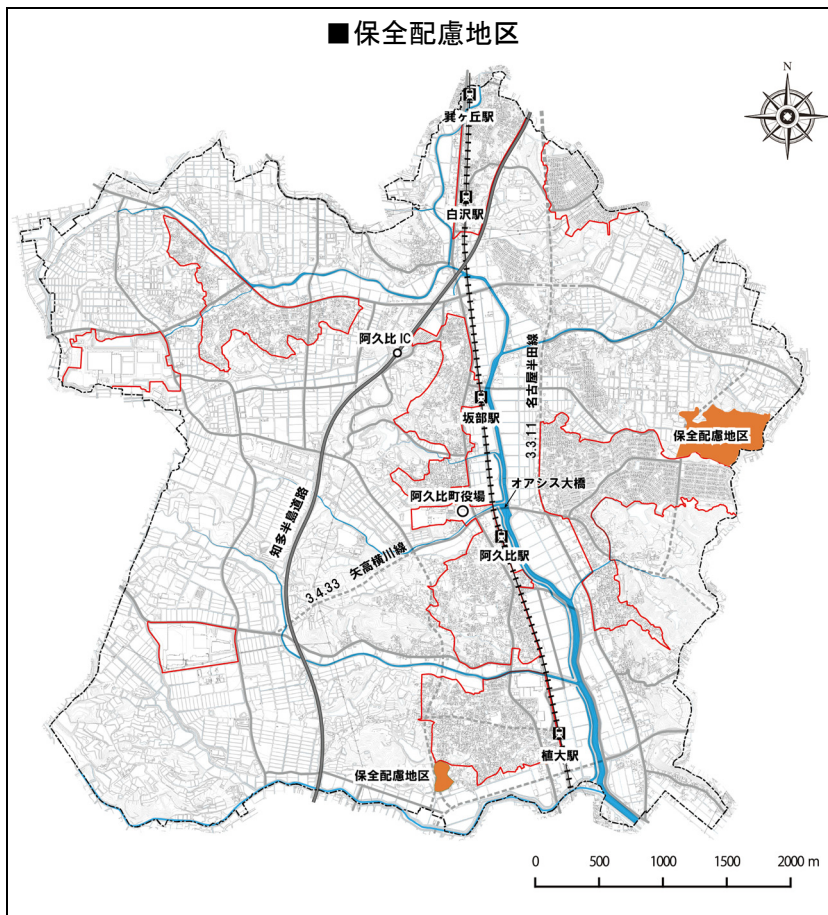 ■保全配慮地区
N
巽ヶ丘駅
白沢駅
阿久比IC
名古屋半田線
3.3.11
坂部駅
保全配慮地区
オアシス大橋
阿久比町役場
知多半島道路
阿久比駅
3.4.33 矢高横川線
植大駅
保全配慮地区
0 500 1000 1500 2000 m